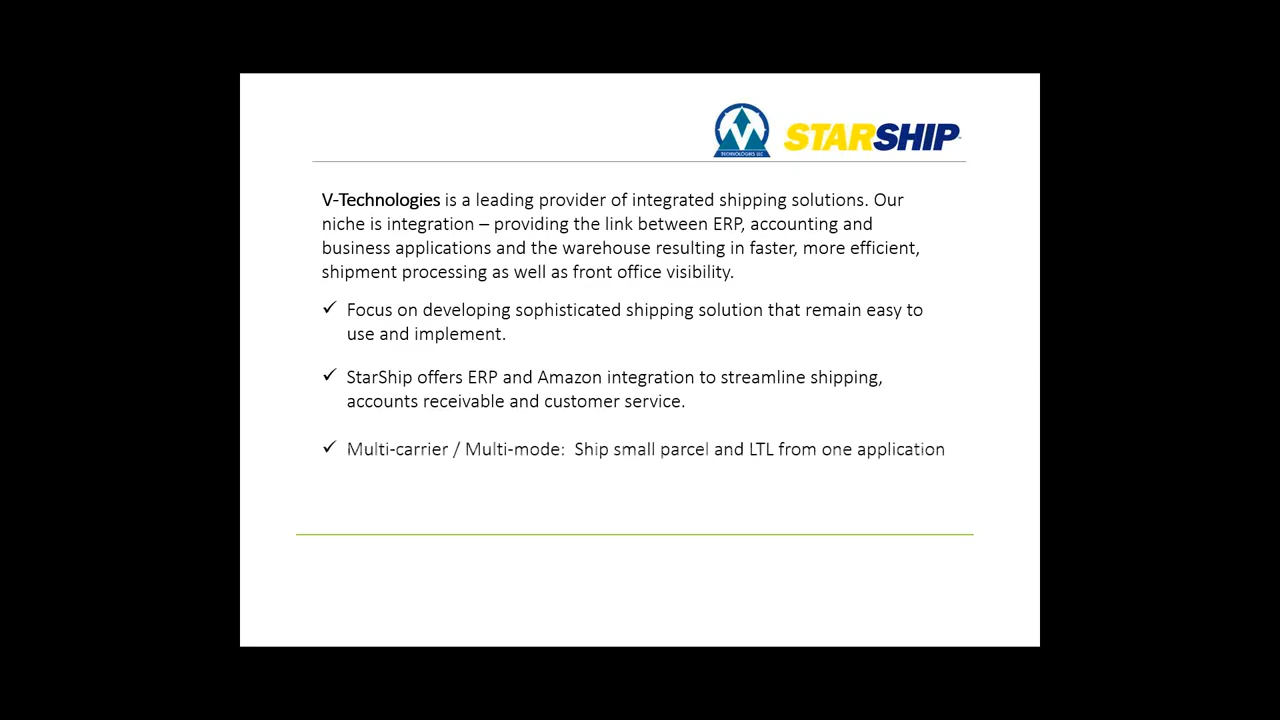 TECHNOLOGIES LLC
STARSHIP
V-Technologies is a leading provider of integrated shipping solutions. Our
niche is integration – providing the link between ERP, accounting and
business applications and the warehouse resulting in faster, more efficient,
shipment processing as well as front office visibility.
✓ Focus on developing sophisticated shipping solution that remain easy to
use and implement.
✓ StarShip offers ERP and Amazon integration to streamline shipping,
accounts receivable and customer service.
✓ Multi-carrier / Multi-mode: Ship small parcel and LTL from one application